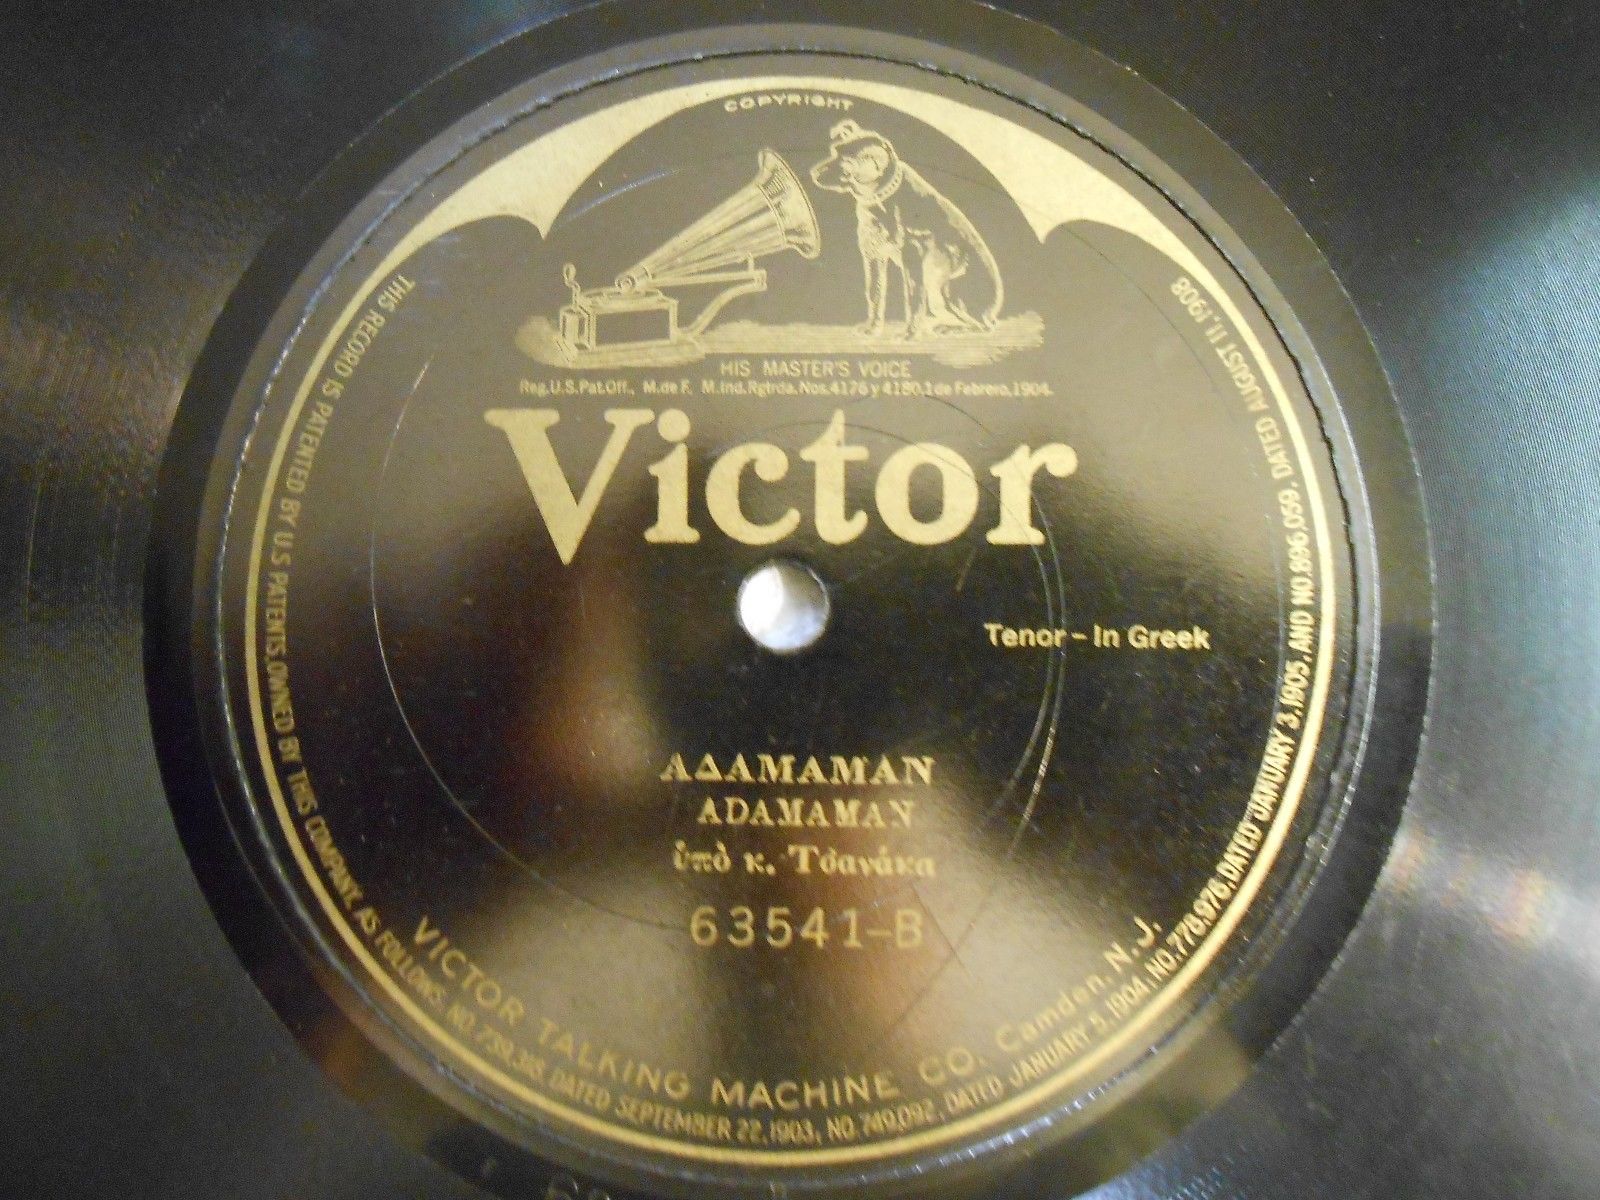 COPYRIGHT
HIS MASTER'S VOICE
Reg.U.S.Pat.Off., M.de F. M.Ind.Rgtrda.Nos.4176 y 4180.1 de Febrero,1904.
Victor
Tenor – In Greek
ΑΔΑΜΑΜΑΝ
ADAMAMAN
ὑπὸ κ. Τσανάκα
63541–B
VICTOR TALKING MACHINE CO. Camden, N.J.
THIS RECORD IS PATENTED BY U.S PATENTS, OWNED BY THIS COMPANY, AS FOLLOWS: NO.739,318, DATED SEPTEMBER 22,1903, NO.749,092, DATED JANUARY 5,1904, NO.778,976, DATED JANUARY 3,1905, AND NO.896,059, DATED AUGUST 11,1908